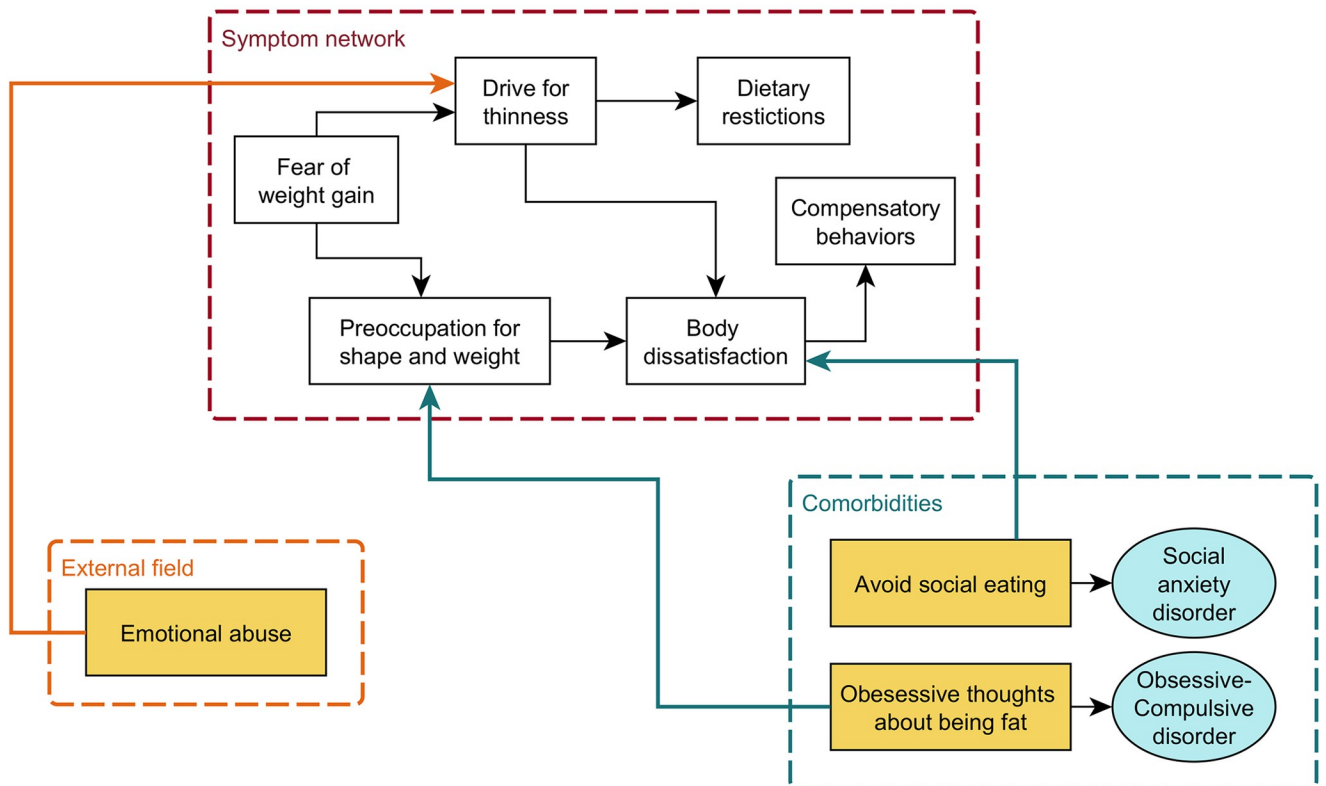 Symptom network
Drive for
thinness
Dietary
restictions
Fear of
weight gain
Compensatory
behaviors
Preoccupation for
shape and weight
Body
dissatisfaction
Comorbidities
External field
Emotional abuse
Avoid social eating
Social
anxiety
disorder
Obesessive thoughts
about being fat
Obsessive-
Compulsive
disorder